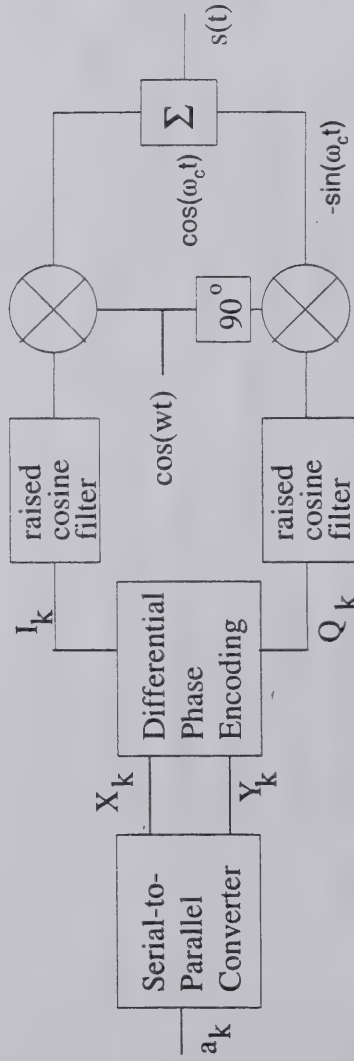 a_k
Serial-to-
Parallel
Converter
X_k
Y_k
Differential
Phase
Encoding
I_k
Q_k
raised
cosine
filter
raised
cosine
filter
cos(wt)
90°
cos(ω_c t)
-sin(ω_c t)
Σ
s(t)